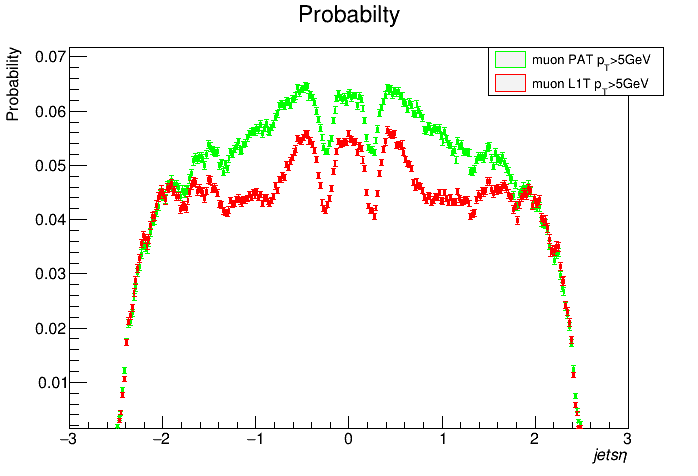 Probabilty
Probability
muon PAT p_T>5GeV
muon L1T p_T>5GeV
0.07
0.06
0.05
0.04
0.03
0.02
0.01
−3 −2 −1 0 1 2 3
jetsη